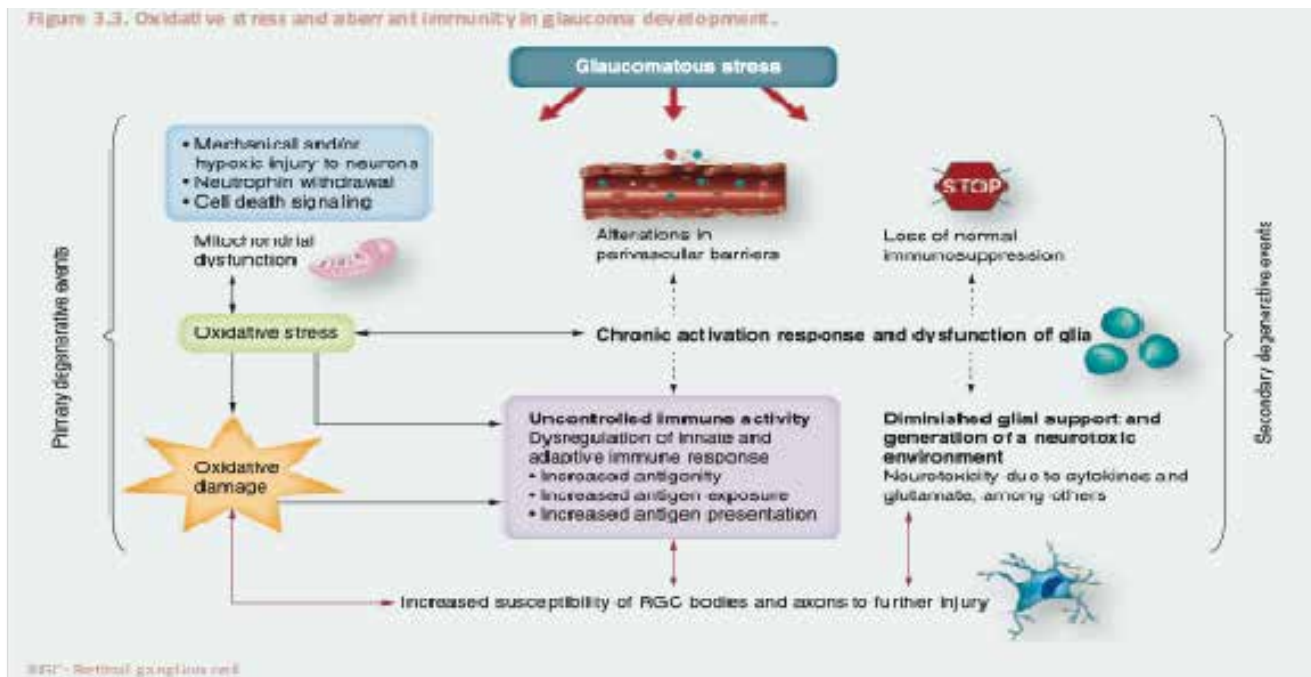 Figure 3.3. Oxidative stress and aberrant immunity in glaucoma development.
Glaucomatous stress
• Mechanical and/or
hypoxic injury to neurons
• Neutrophin withdrawal
• Cell death signaling
Mitochondrial
dysfunction
Alterations in
perivascular barriers
STOP
Loss of normal
immunosuppression
Primary degenerative events
Secondary degenerative events
Oxidative stress
Chronic activation response and dysfunction of glia
Oxidative
damage
Uncontrolled immune activity
Dysregulation of innate and
adaptive immune response
• Increased antigenity
• Increased antigen exposure
• Increased antigen presentation
Diminished glial support and
generation of a neurotoxic
environment
Neurotoxicity due to cytokines and
glutamate, among others
Increased susceptibility of RGC bodies and axons to further injury
RGC- Retinal ganglion cell